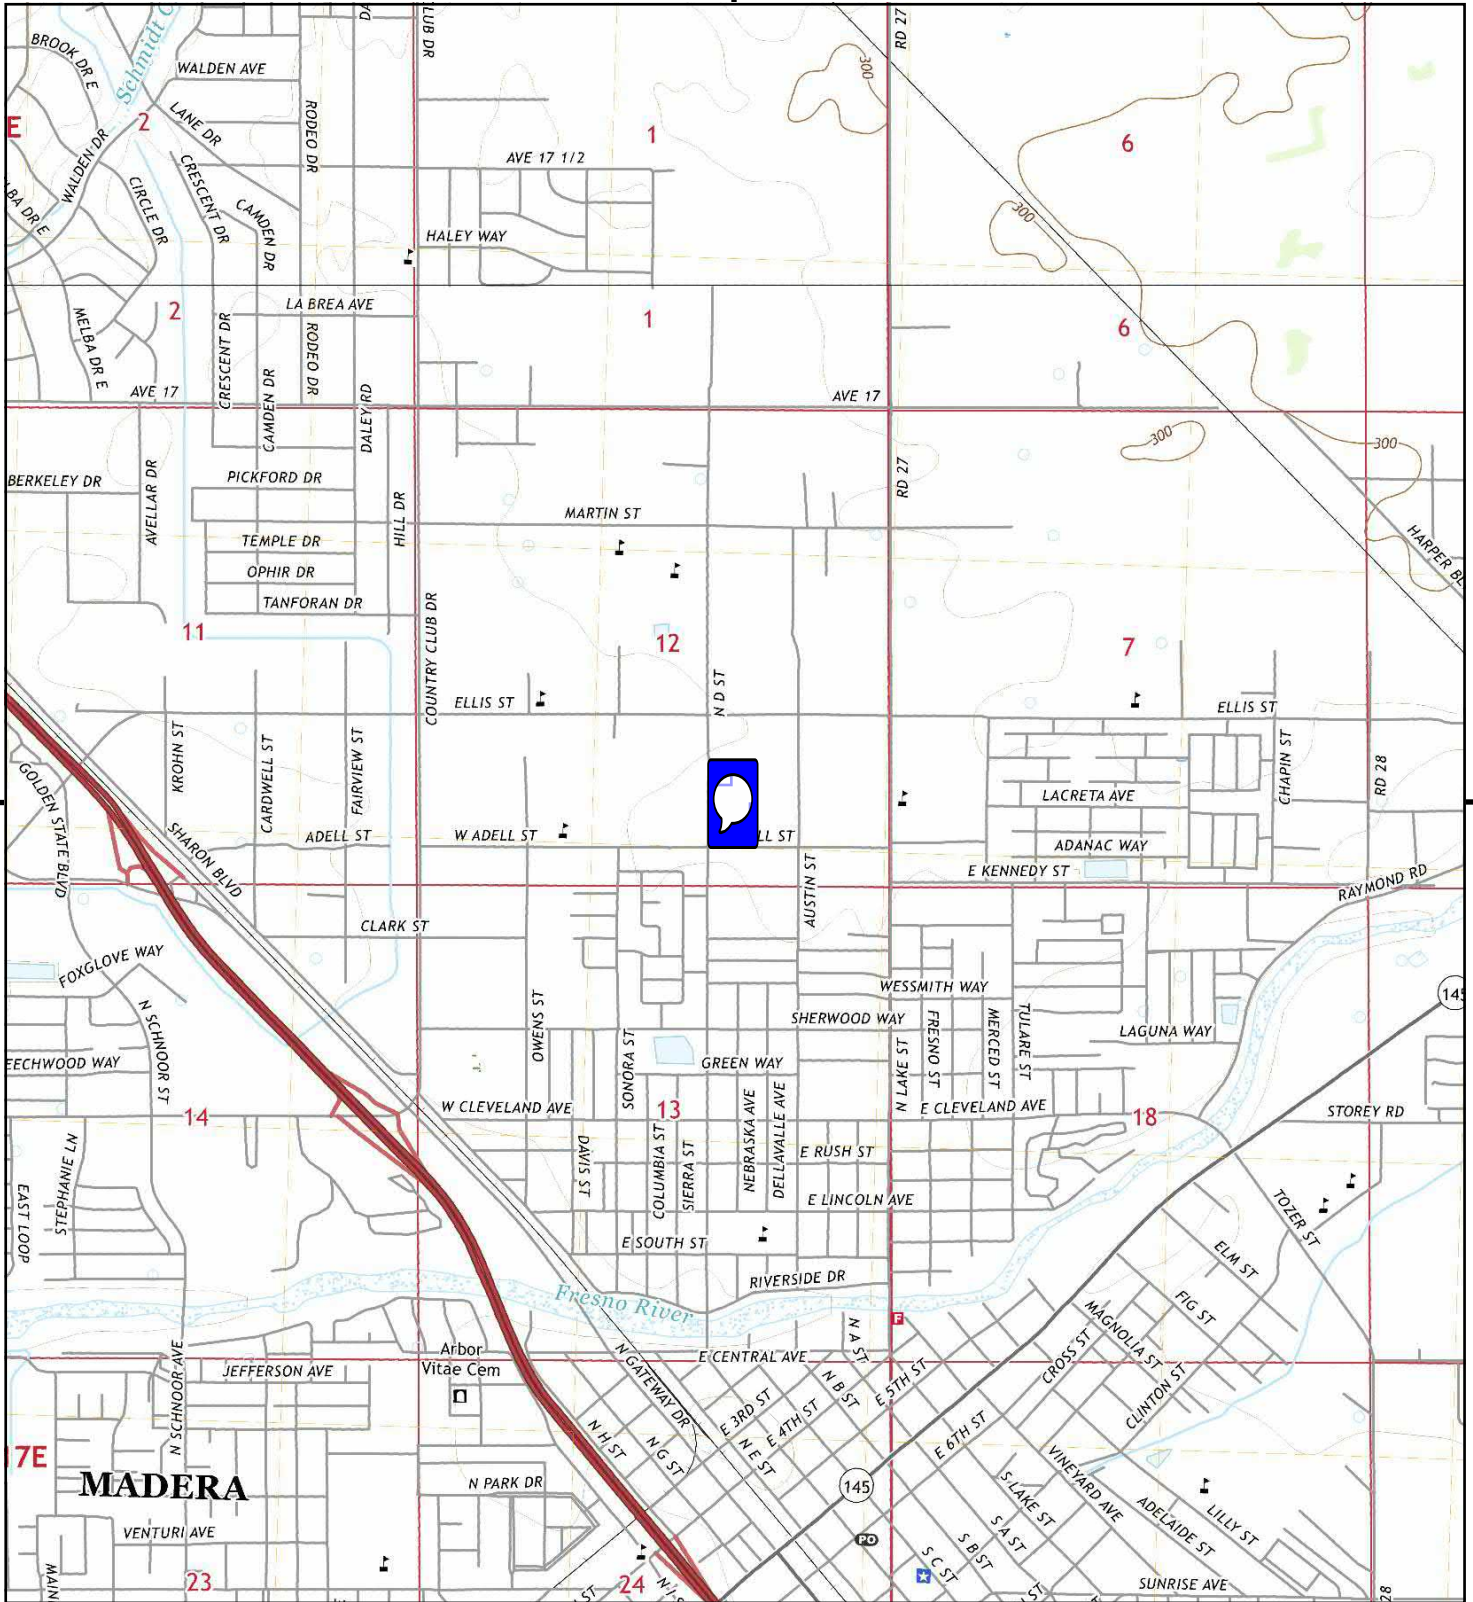 RD 27
LUB DR
BROOK DR E
Schmidt C
WALDEN AVE
300
LANE DR
RODEO DR
2
E
1
6
WALDEN DR
AVE 17 1/2
CRESCENT DR
CIRCLE DR
LBA DR E
CAMDEN DR
300
HALEY WAY
LA BREA AVE
2
1
6
MELBA DR E
CRESCENT DR
RODEO DR
AVE 17
CAMDEN DR
DALEY RD
AVE 17
300
300
BERKELEY DR
AVELLAR DR
PICKFORD DR
HILL DR
RD 27
MARTIN ST
TEMPLE DR
OPHIR DR
TANFORAN DR
HARPER BL
11
12
7
COUNTRY CLUB DR
N D ST
ELLIS ST
ELLIS ST
KROHN ST
CARDWELL ST
FAIRVIEW ST
CHAPIN ST
RD 28
GOLDEN STATE BLVD
LACRETA AVE
SHARON BLVD
ADELL ST
W ADELL ST
LL ST
ADANAC WAY
E KENNEDY ST
AUSTIN ST
RAYMOND RD
CLARK ST
FOXGLOVE WAY
WESSMITH WAY
145
N SCHNOOR ST
OWENS ST
SONORA ST
SHERWOOD WAY
FRESNO ST
MERCED ST
TULARE ST
LAGUNA WAY
EECHWOOD WAY
GREEN WAY
N LAKE ST
W CLEVELAND AVE
13
E CLEVELAND AVE
14
18
STOREY RD
STEPHANIE LN
DAVIS ST
COLUMBIA ST
SIERRA ST
NEBRASKA AVE
DELAVALLE AVE
E RUSH ST
EAST LOOP
E LINCOLN AVE
TOZER ST
E SOUTH ST
ELM ST
RIVERSIDE DR
Fresno River
FIG ST
MAGNOLIA ST
F
N A ST
CROSS ST
N SCHNOOR AVE
JEFFERSON AVE
Arbor
Vitae Cem
N GATEWAY DR
E CENTRAL AVE
N B ST
E 5TH ST
CLINTON ST
E 3RD ST
E 4TH ST
N H ST
N G ST
N E ST
E 6TH ST
17E
MADERA
N PARK DR
145
VINEYARD AVE
S LAKE ST
ADELAIDE ST
LILLY ST
VENTURI AVE
PO
S A ST
S B ST
S C ST
MAIN
23
24
SUNRISE AVE
28